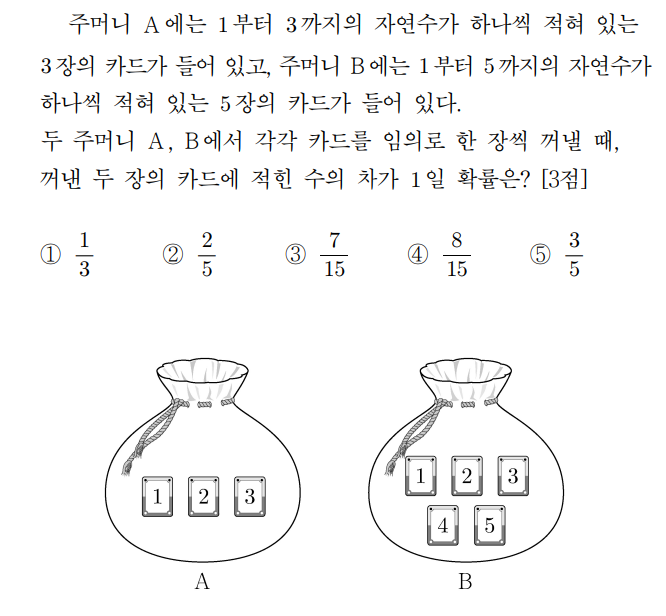 주머니 A에는 1부터 3까지의 자연수가 하나씩 적혀 있는
3장의 카드가 들어 있고, 주머니 B에는 1부터 5까지의 자연수가
하나씩 적혀 있는 5장의 카드가 들어 있다.
두 주머니 A, B에서 각각 카드를 임의로 한 장씩 꺼낼 때,
꺼낸 두 장의 카드에 적힌 수의 차가 1일 확률은? [3점]
① 1/3 ② 2/5 ③ 7/15 ④ 8/15 ⑤ 3/5
1 2 3
A
1 2 3
4 5
B